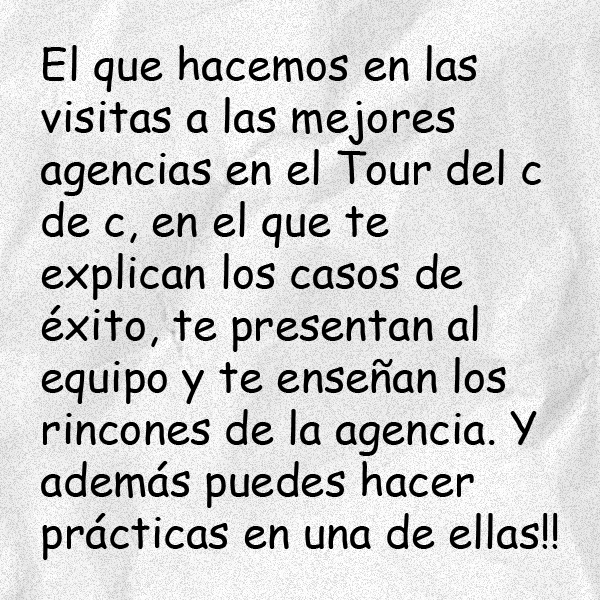 El que hacemos en las
visitas a las mejores
agencias en el Tour del c
de c, en el que te
explican los casos de
éxito, te presentan al
equipo y te enseñan los
rincones de la agencia. Y
además puedes hacer
prácticas en una de ellas!!